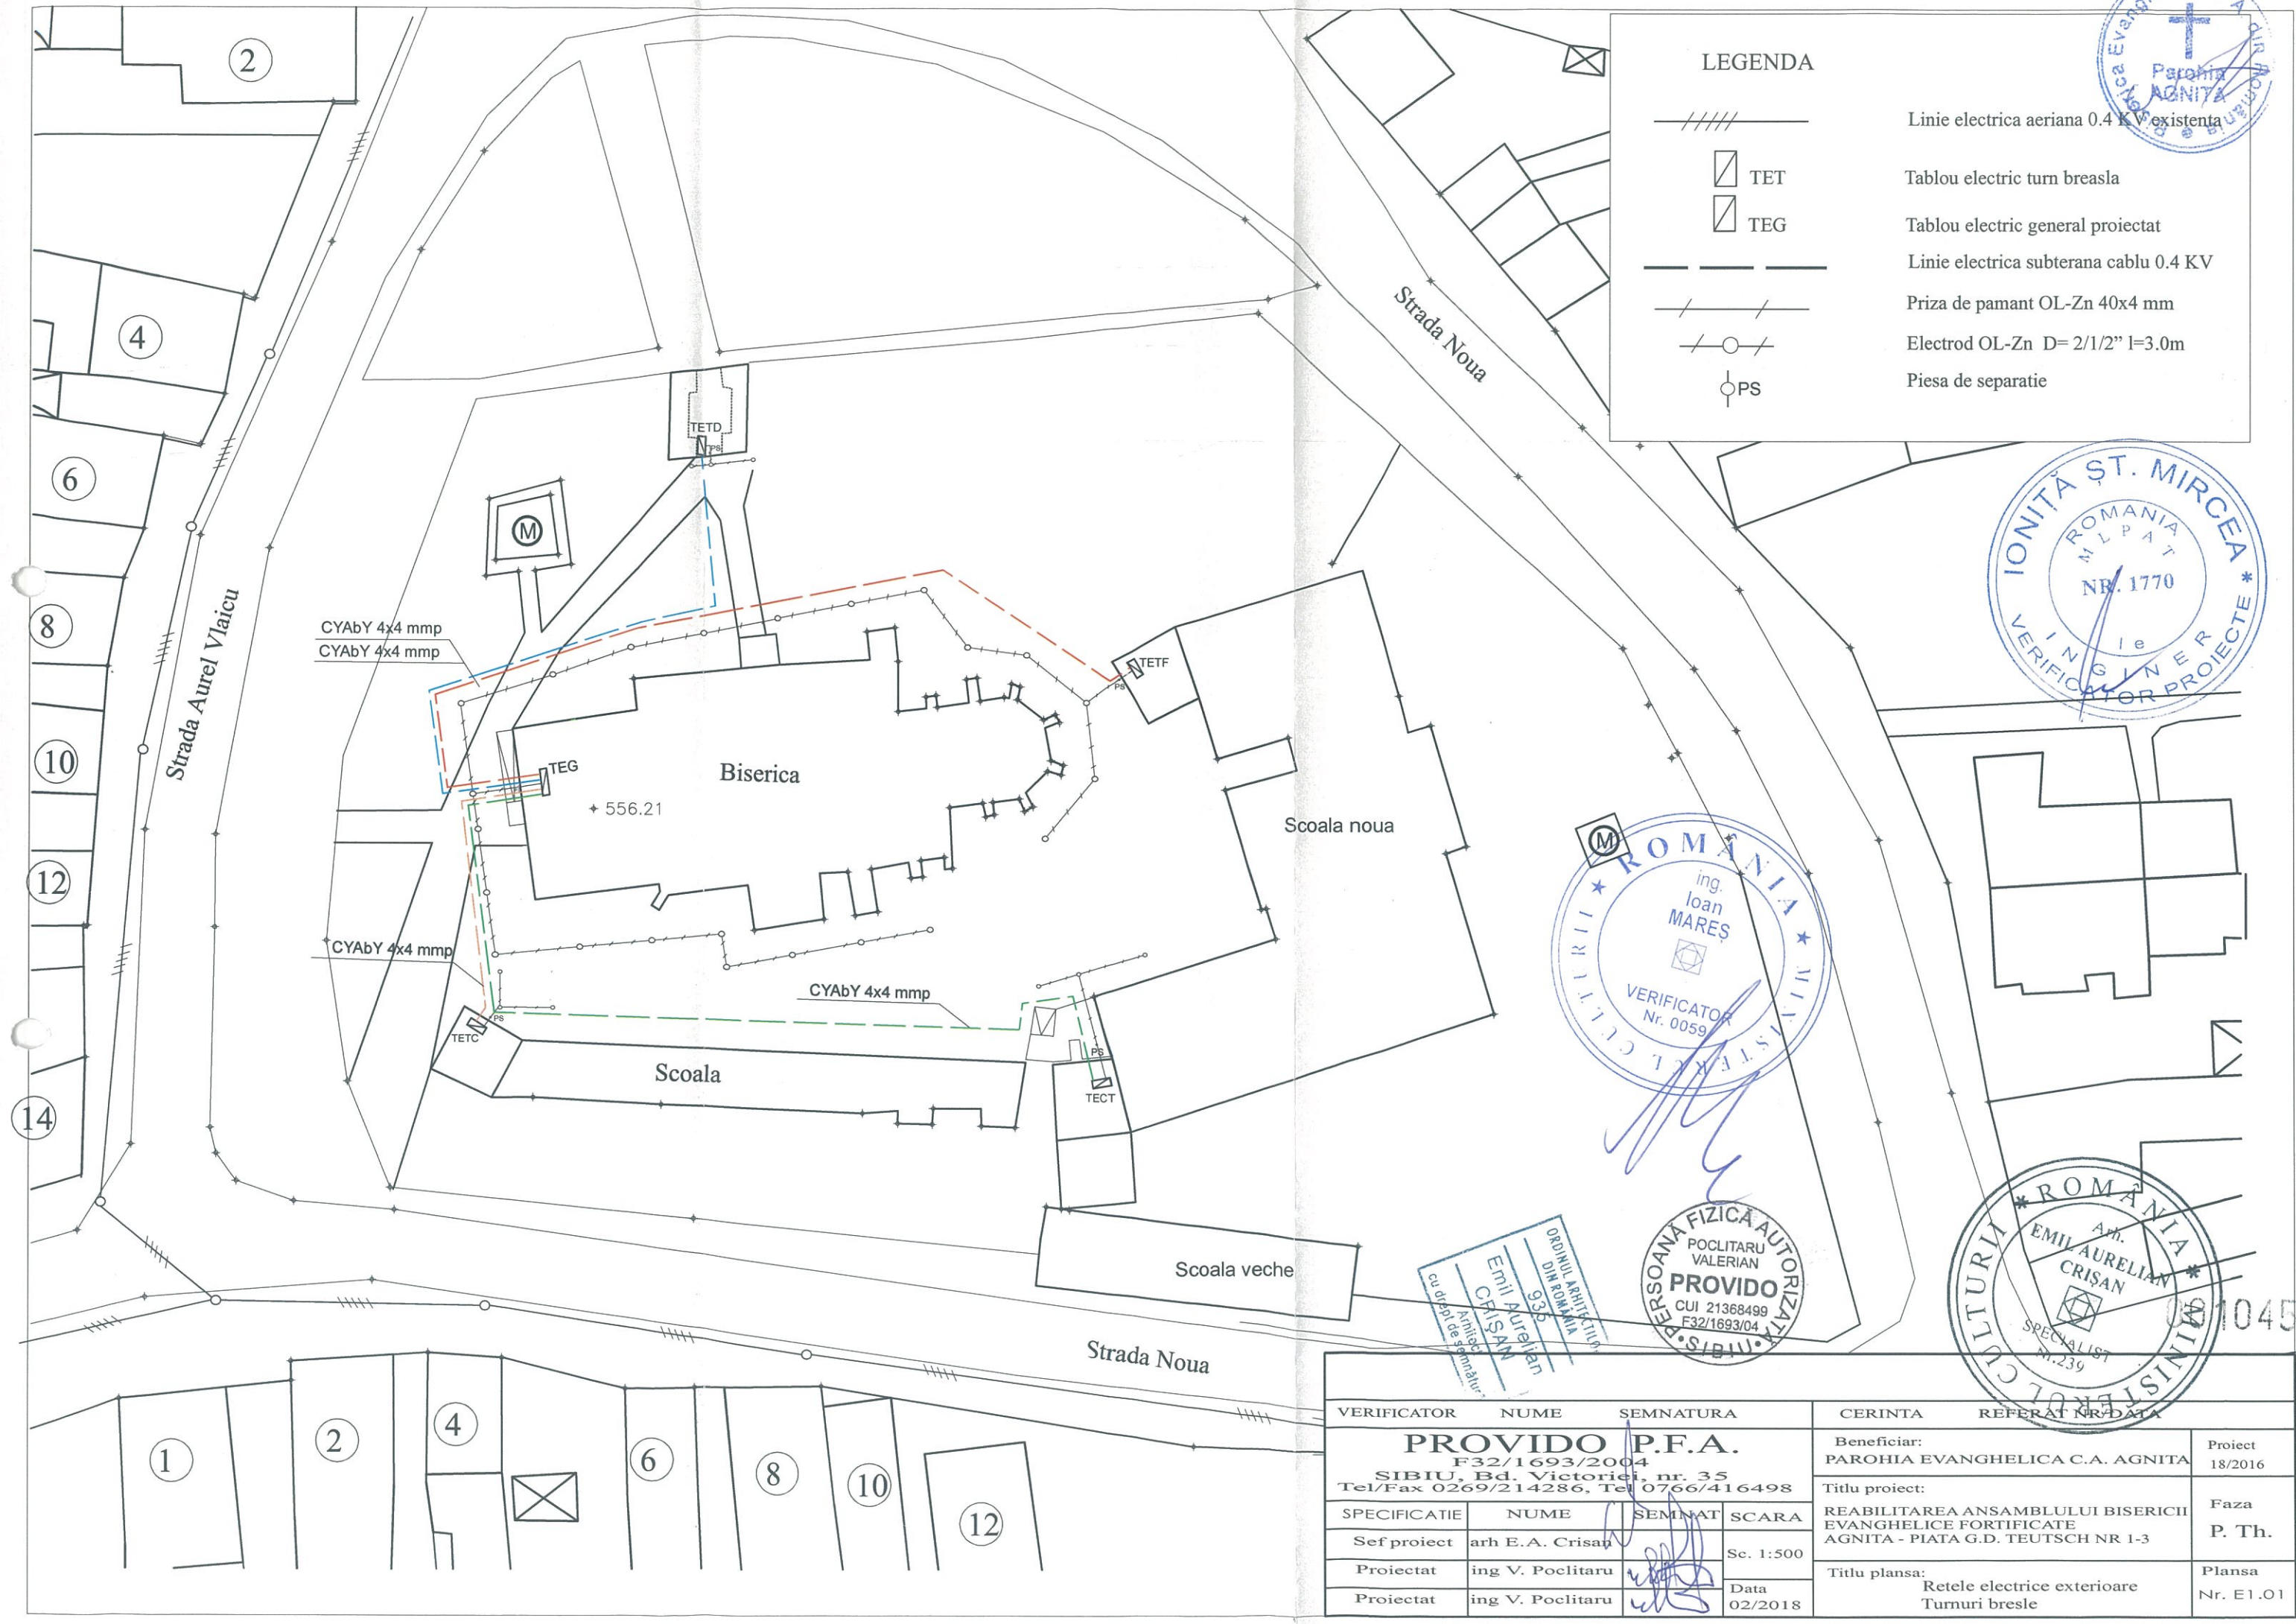 LEGENDA
Linie electrica aeriana 0.4 KV existenta
TET
Tablou electric turn breasla
TEG
Tablou electric general proiectat
Linie electrica subterana cablu 0.4 KV
Priza de pamant OL-Zn 40x4 mm
Electrod OL-Zn D= 2/1/2” l=3.0m
PS
Piesa de separatie
Parohia
AGNITA
2
4
6
8
10
12
14
Strada Aurel Vlaicu
Strada Noua
TETD
PS
M
CYAbY 4x4 mmp
CYAbY 4x4 mmp
TETF
PS
TEG
Biserica
556.21
Scoala noua
M
CYAbY 4x4 mmp
CYAbY 4x4 mmp
PS
TETC
Scoala
PS
TECT
Scoala veche
Strada Noua
1
2
4
6
8
10
12
IONIȚĂ ȘT. MIRCEA *
VERIFICATOR PROIECTE *
ROMANIA
M L P A T
NR. 1770
Ie
INGINER
ROMÂNIA ★ MINISTERUL CULTURII ★
ing.
Ioan
MAREȘ
VERIFICATOR
Nr. 0059
PERSOANĂ FIZICĂ AUTORIZATĂ
POCLITARU
VALERIAN
PROVIDO
CUI 21368499
F32/1693/04
SIBIU
ORDINUL ARHITECȚILOR
DIN ROMÂNIA
935
Emil Aurelian
CRIȘAN
Arhitect
cu drept de semnătur
* ROMÂNIA * MINISTERUL CULTURII
Arh.
EMIL AURELIAN
CRIȘAN
SPECIALIST
Nr.239
1045
VERIFICATOR NUME SEMNATURA CERINTA REFERAT NR/DATA
PROVIDO P.F.A.
F32/1693/2004
SIBIU, Bd. Victoriei, nr. 35
Tel/Fax 0269/214286, Tel 0766/416498
Beneficiar:
PAROHIA EVANGHELICA C.A. AGNITA
Proiect
18/2016
SPECIFICATIE NUME SEMNAT SCARA
Sef proiect arh E.A. Crisan
Sc. 1:500
Proiectat ing V. Poclitaru
Proiectat ing V. Poclitaru
Data
02/2018
Titlu proiect:
REABILITAREA ANSAMBLULUI BISERICII
EVANGHELICE FORTIFICATE
AGNITA - PIATA G.D. TEUTSCH NR 1-3
Faza
P. Th.
Titlu plansa:
Retele electrice exterioare
Turnuri bresle
Plansa
Nr. E1.01